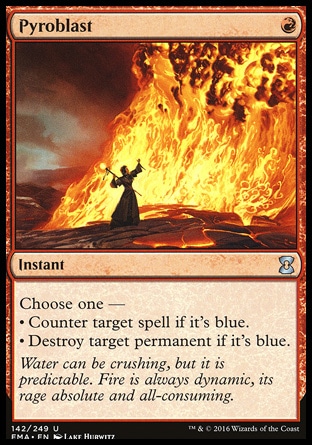 Pyroblast
Instant
Choose one —
• Counter target spell if it's blue.
• Destroy target permanent if it's blue.
Water can be crushing, but it is
predictable. Fire is always dynamic, its
rage absolute and all-consuming.
142/249 U
EMA • EN Lake Hurwitz
™ & © 2016 Wizards of the Coast